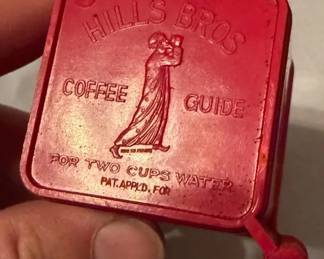 HILLS BROS
COFFEE GUIDE
FOR TWO CUPS WATER
PAT. APPL'D. FOR